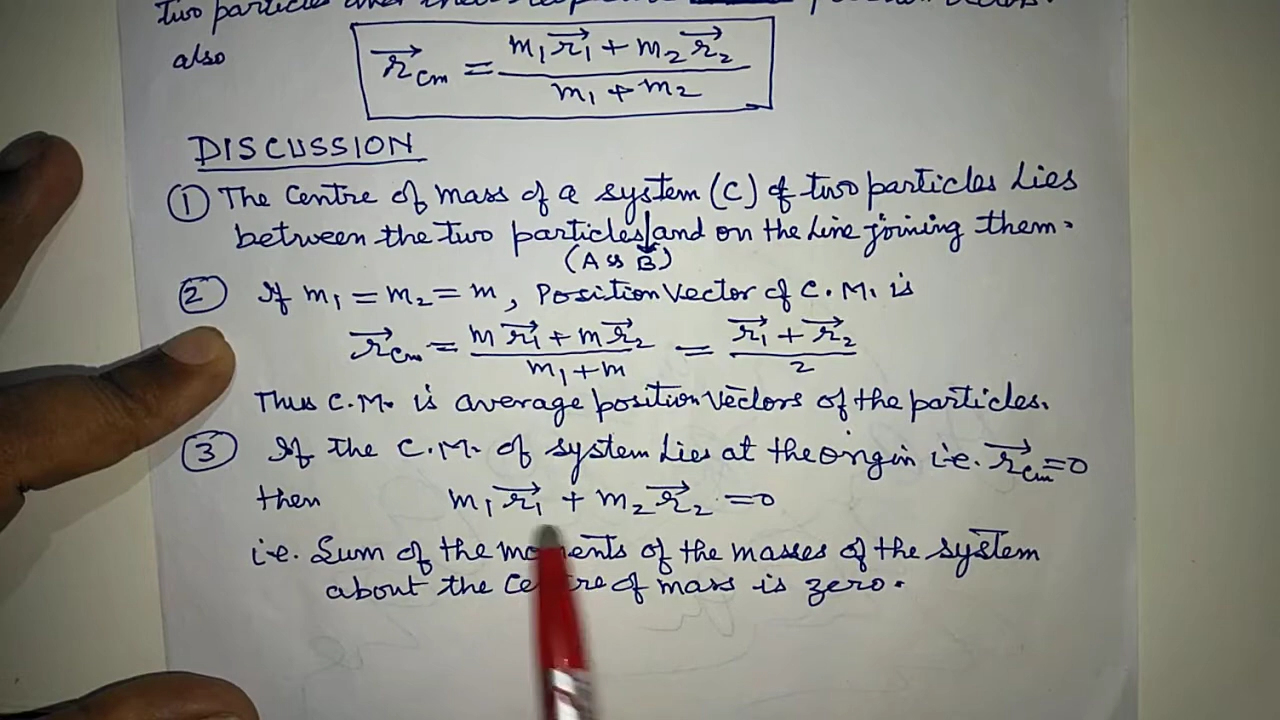 two particles and their
also
r⃗cm = (m₁r⃗₁ + m₂r⃗₂) / (m₁ + m₂)
DISCUSSION
① The Centre of mass of a system (C) of two particles lies
between the two particles and on the line joining them.
(A & B)
② If m₁ = m₂ = m, Position Vector of C.M. is
r⃗cm = (m r⃗₁ + m r⃗₂) / (m₁ + m) = (r⃗₁ + r⃗₂) / 2
Thus C.M. is average position Vectors of the particles.
③ If the C.M. of system lies at the origin i.e. r⃗cm = 0
then m₁r⃗₁ + m₂r⃗₂ = 0
i.e. Sum of the moments of the masses of the system
about the Centre of mass is zero.